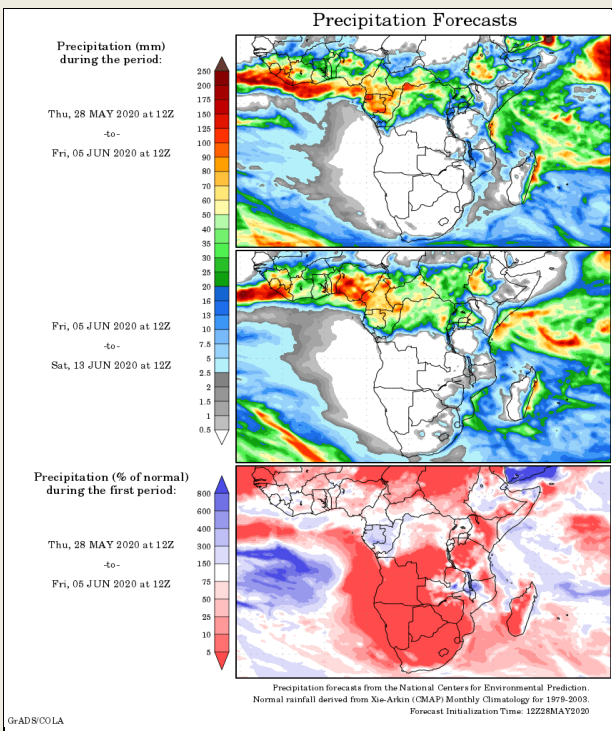 Precipitation Forecasts
Precipitation (mm)
during the period:
Thu, 28 MAY 2020 at 12Z
-to-
Fri, 05 JUN 2020 at 12Z
250
200
175
150
125
100
90
80
70
60
50
40
35
30
25
20
16
13
10
7.5
5
2.5
2
1.5
1
0.5
Fri, 05 JUN 2020 at 12Z
-to-
Sat, 13 JUN 2020 at 12Z
Precipitation (% of normal)
during the first period:
Thu, 28 MAY 2020 at 12Z
-to-
Fri, 05 JUN 2020 at 12Z
800
600
400
300
150
75
50
25
10
5
Precipitation forecasts from the National Centers for Environmental Prediction.
Normal rainfall derived from Xie-Arkin (CMAP) Monthly Climatology for 1979-2003.
Forecast Initialization Time: 12Z28MAY2020
GrADS/COLA